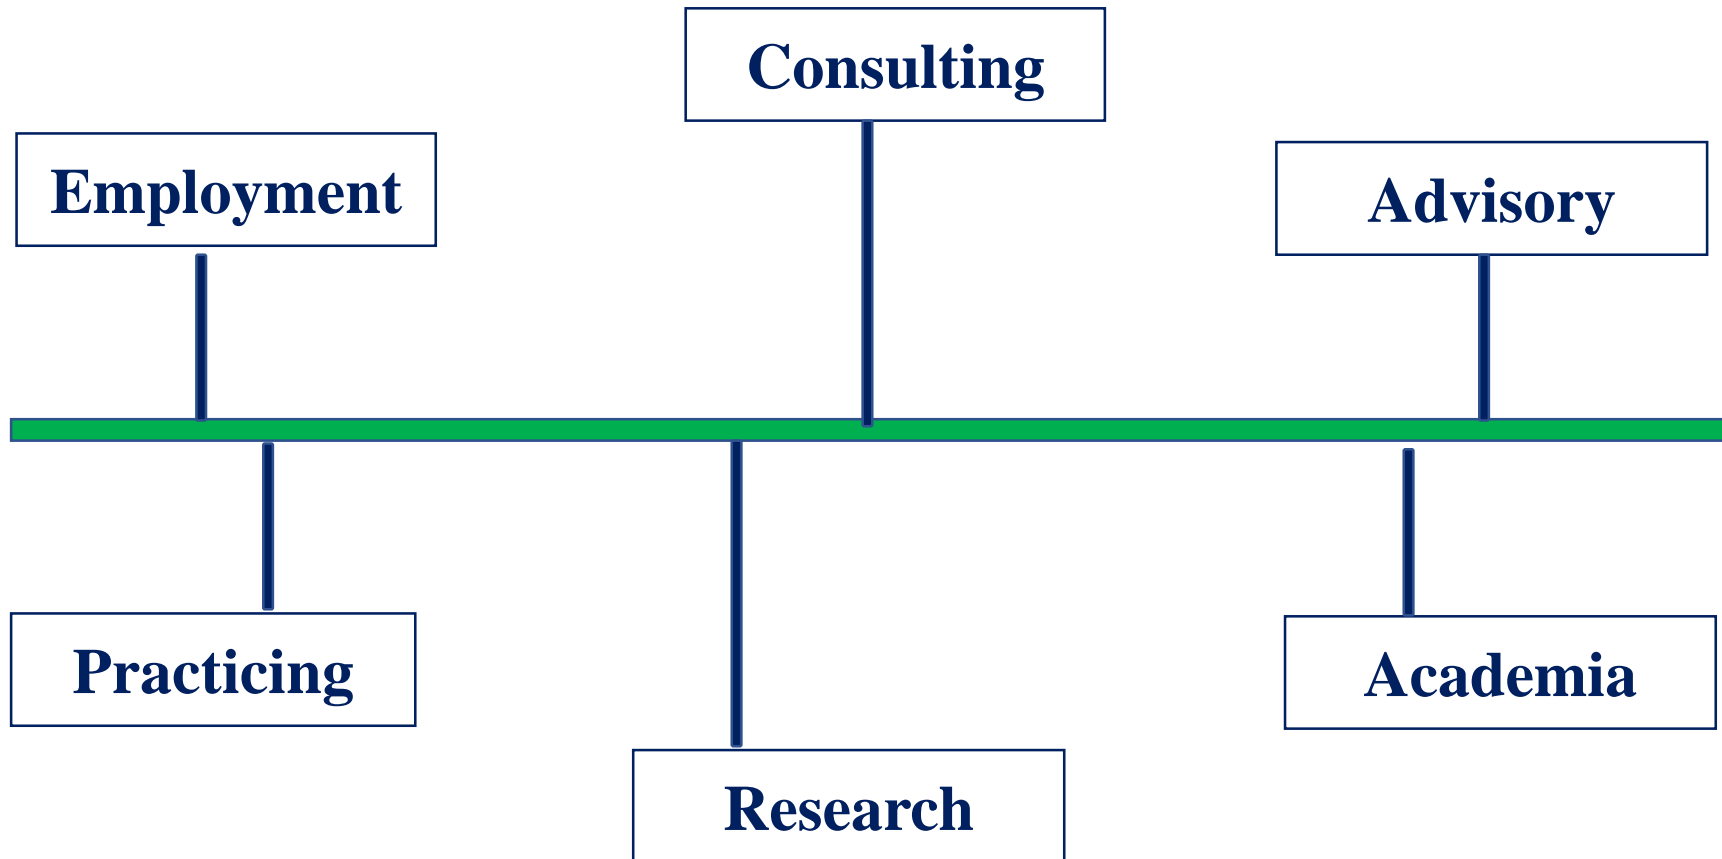 Consulting
Employment
Advisory
Practicing
Academia
Research